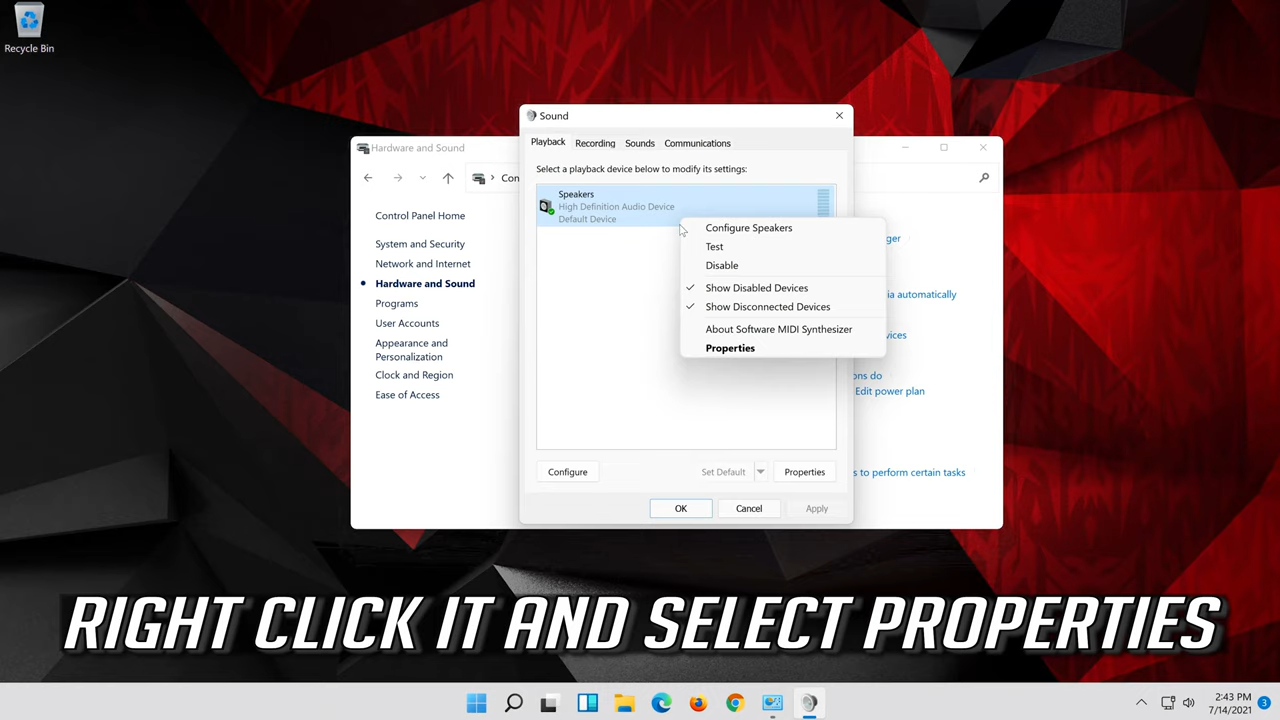 Recycle Bin
Sound
Hardware and Sound
Playback
Recording
Sounds
Communications
Select a playback device below to modify its settings:
Control Panel Home
System and Security
Network and Internet
Hardware and Sound
Programs
User Accounts
Appearance and
Personalization
Clock and Region
Ease of Access
Speakers
High Definition Audio Device
Default Device
Configure Speakers
Test
Disable
Show Disabled Devices
Show Disconnected Devices
About Software MIDI Synthesizer
Properties
ger
ia automatically
vices
ons do
Edit power plan
s to perform certain tasks
Con
Configure
Set Default
Properties
OK
Cancel
Apply
RIGHT CLICK IT AND SELECT PROPERTIES
2:43 PM
7/14/2021
3